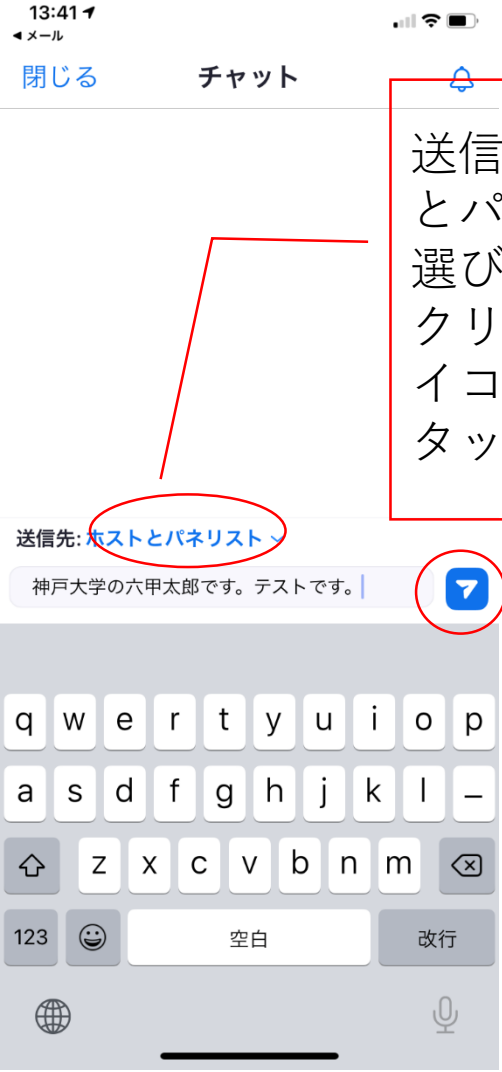 13:41
◀ メール
閉じる
チャット
送信
とパ
選び
クリ
イコ
タッ
送信先: ホストとパネリスト
神戸大学の六甲太郎です。テストです。
q w e r t y u i o p
a s d f g h j k l _
z x c v b n m
123 空白 改行